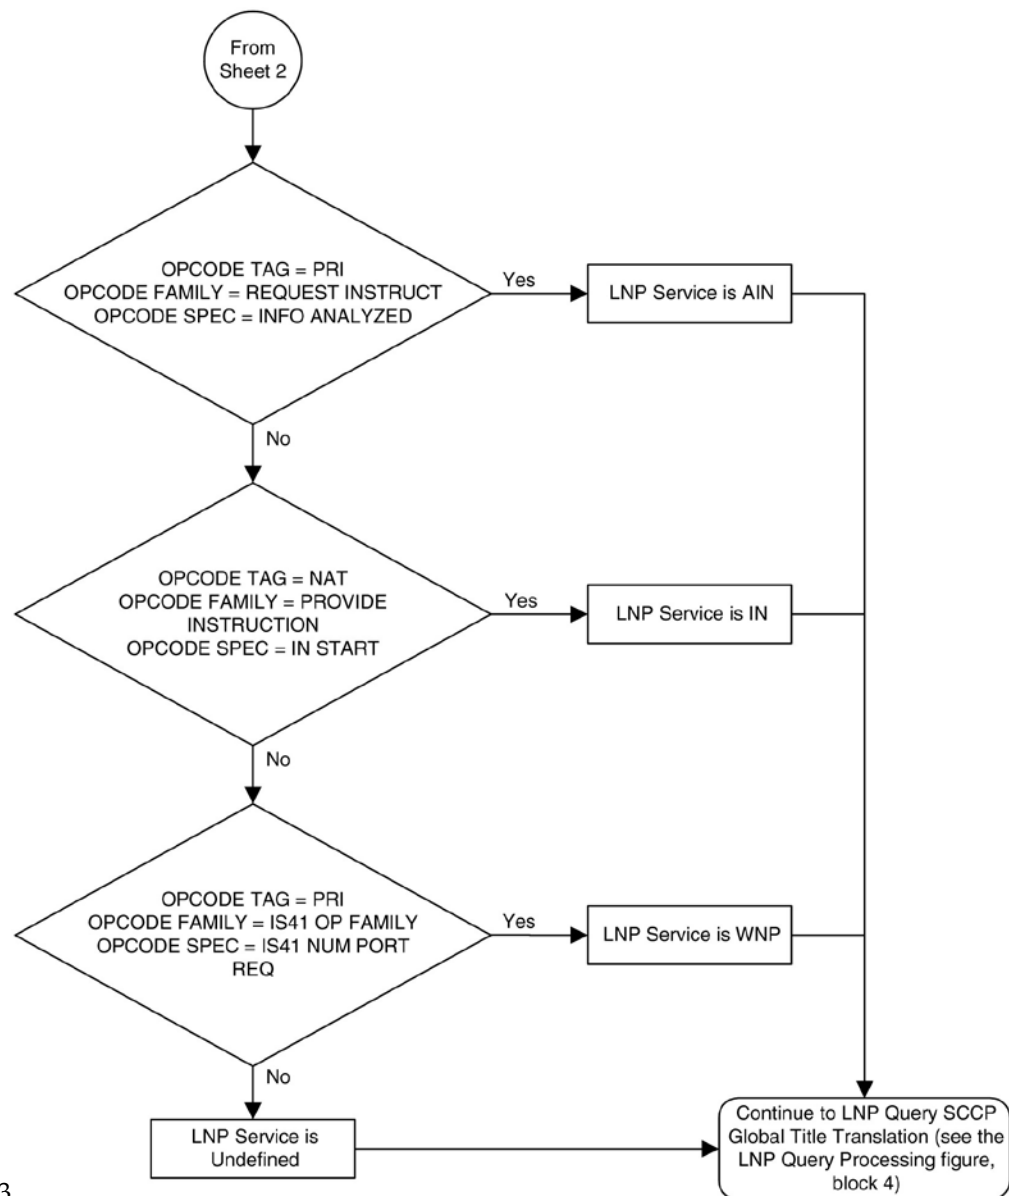 From
Sheet 2
OPCODE TAG = PRI
OPCODE FAMILY = REQUEST INSTRUCT
OPCODE SPEC = INFO ANALYZED
Yes
LNP Service is AIN
No
OPCODE TAG = NAT
OPCODE FAMILY = PROVIDE
INSTRUCTION
OPCODE SPEC = IN START
Yes
LNP Service is IN
No
OPCODE TAG = PRI
OPCODE FAMILY = IS41 OP FAMILY
OPCODE SPEC = IS41 NUM PORT
REQ
Yes
LNP Service is WNP
No
LNP Service is
Undefined
Continue to LNP Query SCCP
Global Title Translation (see the
LNP Query Processing figure,
block 4)